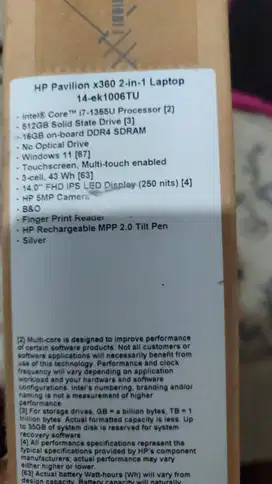 HP Pavilion x360 2-in-1 Laptop
14-ek1006TU
- Intel® Core™ i7-1355U Processor [2]
- 512GB Solid State Drive [3]
- 16GB on-board DDR4 SDRAM
- No Optical Drive
- Windows 11 [67]
- Touchscreen, Multi-touch enabled
- 3-cell, 43 Wh [63]
- 14.0" FHD IPS LED Display (250 nits) [4]
- HP 5MP Camera
- B&O
- Finger Print Reader
- HP Rechargeable MPP 2.0 Tilt Pen
- Silver
[2] Multi-core is designed to improve performance
of certain software products. Not all customers or
software applications will necessarily benefit from
use of this technology. Performance and clock
frequency will vary depending on application
workload and your hardware and software
configurations. Intel's numbering, branding and/or
naming is not a measurement of higher
performance.
[3] For storage drives, GB = a billion bytes, TB = 1
trillion bytes. Actual formatted capacity is less. Up
to 35GB of system disk is reserved for system
recovery software
[4] All performance specifications represent the
typical specifications provided by HP's component
manufacturers; actual performance may vary
either higher or lower.
[63] Actual battery Watt-hours (Wh) will vary from
design capacity. Battery capacity will naturally